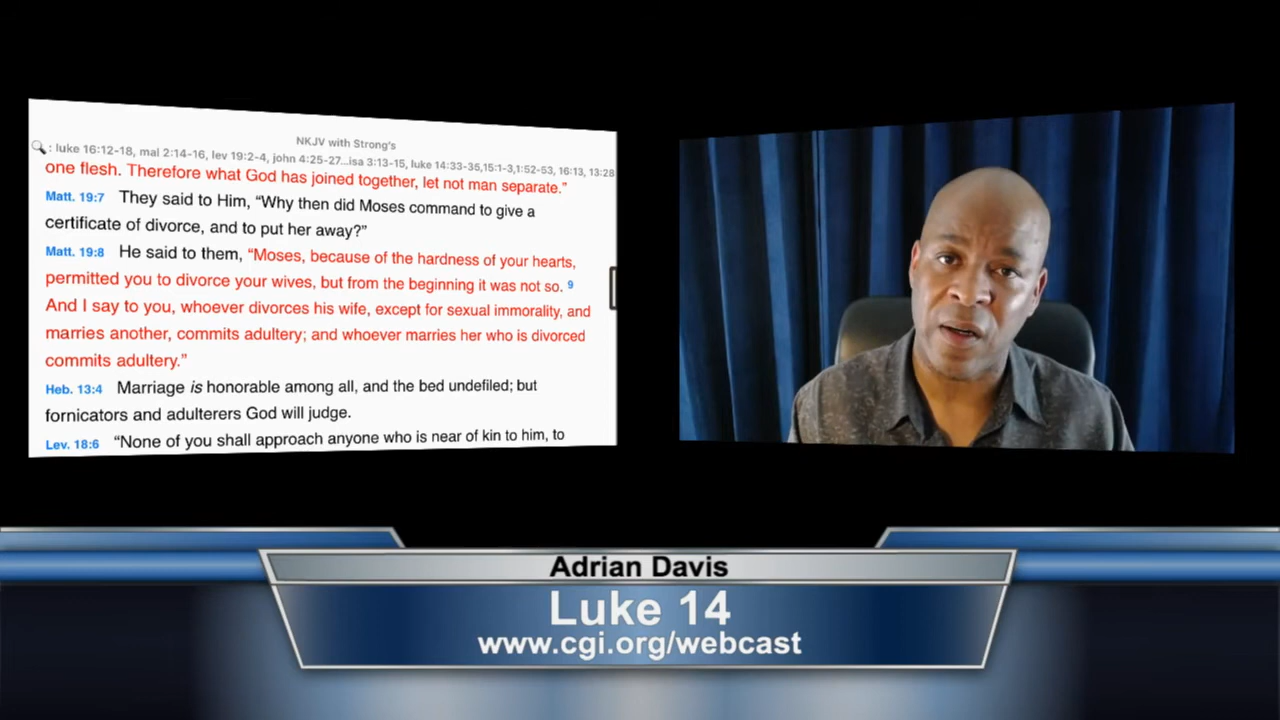 NKJV with Strong's
: luke 16:12-18, mal 2:14-16, lev 19:2-4, john 4:25-27...isa 3:13-15, luke 14:33-35,15:1-3,1:52-53, 16:13, 13:28
one flesh. Therefore what God has joined together, let not man separate.”
Matt. 19:7 They said to Him, “Why then did Moses command to give a
certificate of divorce, and to put her away?”
Matt. 19:8 He said to them, “Moses, because of the hardness of your hearts,
permitted you to divorce your wives, but from the beginning it was not so. 9
And I say to you, whoever divorces his wife, except for sexual immorality, and
marries another, commits adultery; and whoever marries her who is divorced
commits adultery.”
Heb. 13:4 Marriage is honorable among all, and the bed undefiled; but
fornicators and adulterers God will judge.
Lev. 18:6 “None of you shall approach anyone who is near of kin to him, to
Adrian Davis
Luke 14
www.cgi.org/webcast